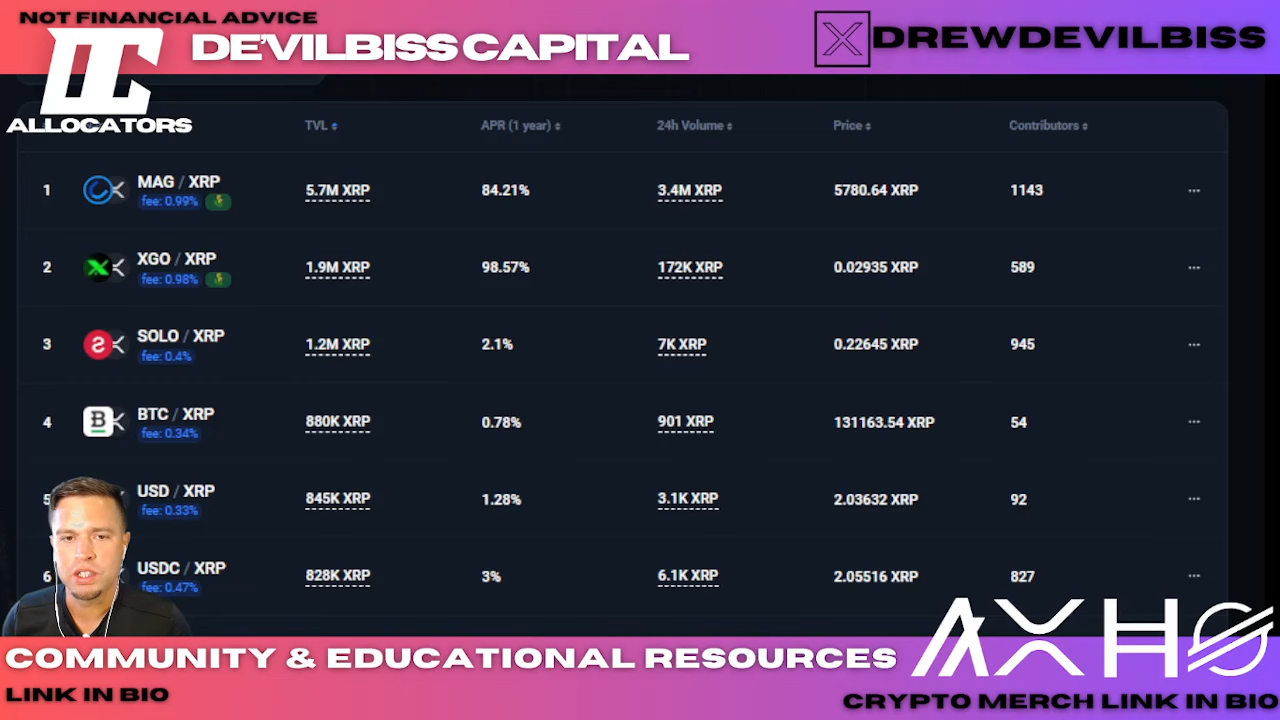 NOT FINANCIAL ADVICE
DE'VILBISS CAPITAL
X DREWDEVILBISS
DC
ALLOCATORS
TVL APR (1 year) 24h Volume Price Contributors
1 MAG / XRP 5.7M XRP 84.21% 3.4M XRP 5780.64 XRP 1143 ...
fee: 0.99%
2 XGO / XRP 1.9M XRP 98.57% 172K XRP 0.02935 XRP 589 ...
fee: 0.98%
3 SOLO / XRP 1.2M XRP 2.1% 7K XRP 0.22645 XRP 945 ...
fee: 0.4%
4 BTC / XRP 880K XRP 0.78% 901 XRP 131163.54 XRP 54 ...
fee: 0.34%
5 USD / XRP 845K XRP 1.28% 3.1K XRP 2.03632 XRP 92 ...
fee: 0.33%
6 USDC / XRP 828K XRP 3% 6.1K XRP 2.05516 XRP 827 ...
fee: 0.47%
COMMUNITY & EDUCATIONAL RESOURCES
LINK IN BIO
CRYPTO MERCH LINK IN BIO